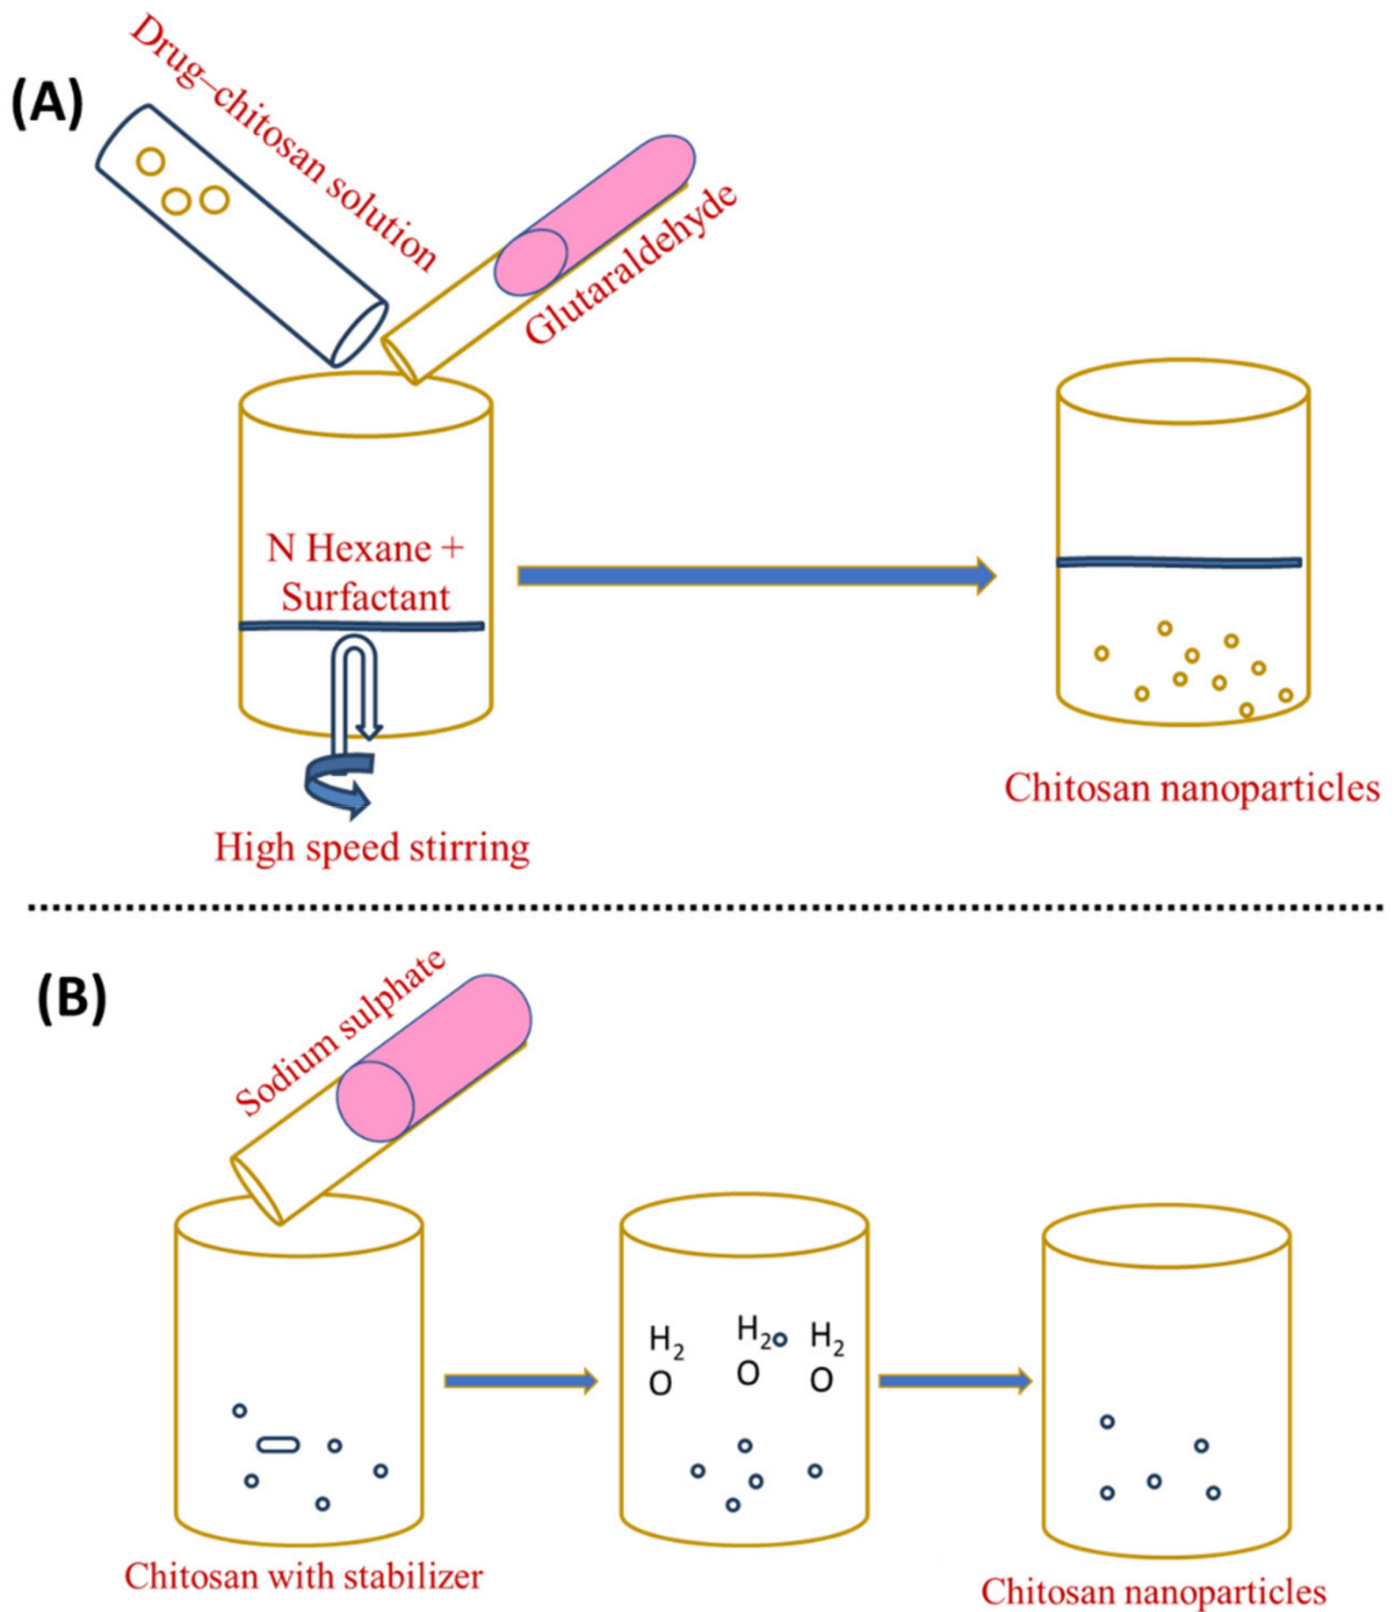 (A)
Drug–chitosan solution
Glutaraldehyde
N Hexane +
Surfactant
High speed stirring
Chitosan nanoparticles
(B)
Sodium sulphate
H2
O
H2
O
H2
O
Chitosan with stabilizer
Chitosan nanoparticles